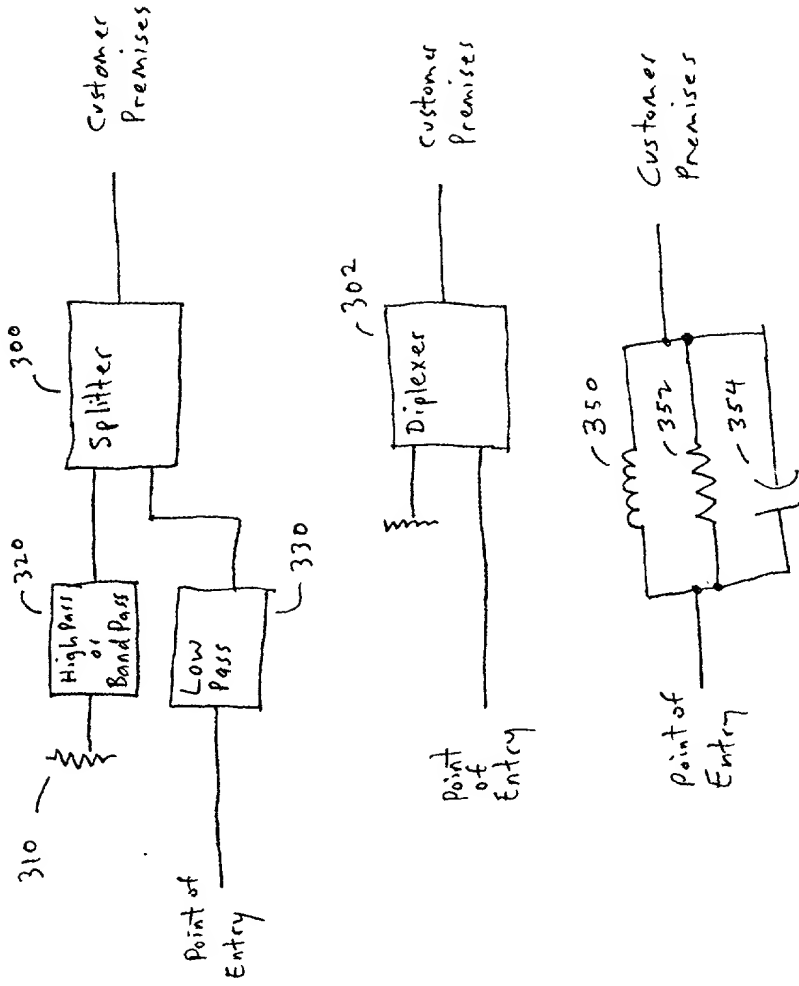 310
320
High Pass
or
Band Pass
300
Splitter
Customer
Premises
Low
Pass
330
Point of
Entry
302
Diplexer
Customer
Premises
Point
of
Entry
350
352
354
Customer
Premises
Point of
Entry